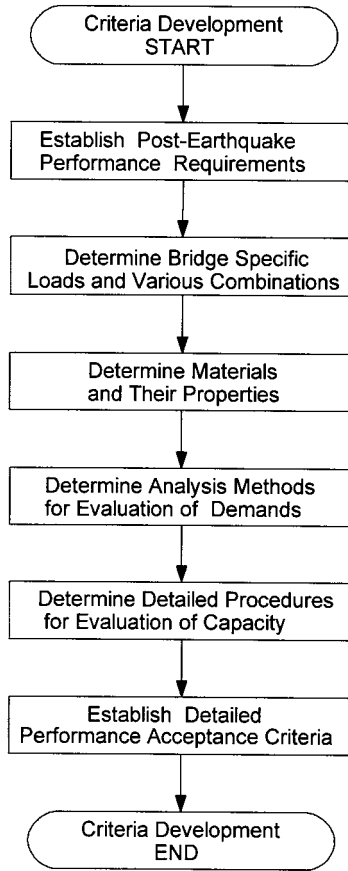 Criteria Development
START
Establish Post-Earthquake
Performance Requirements
Determine Bridge Specific
Loads and Various Combinations
Determine Materials
and Their Properties
Determine Analysis Methods
for Evaluation of Demands
Determine Detailed Procedures
for Evaluation of Capacity
Establish Detailed
Performance Acceptance Criteria
Criteria Development
END